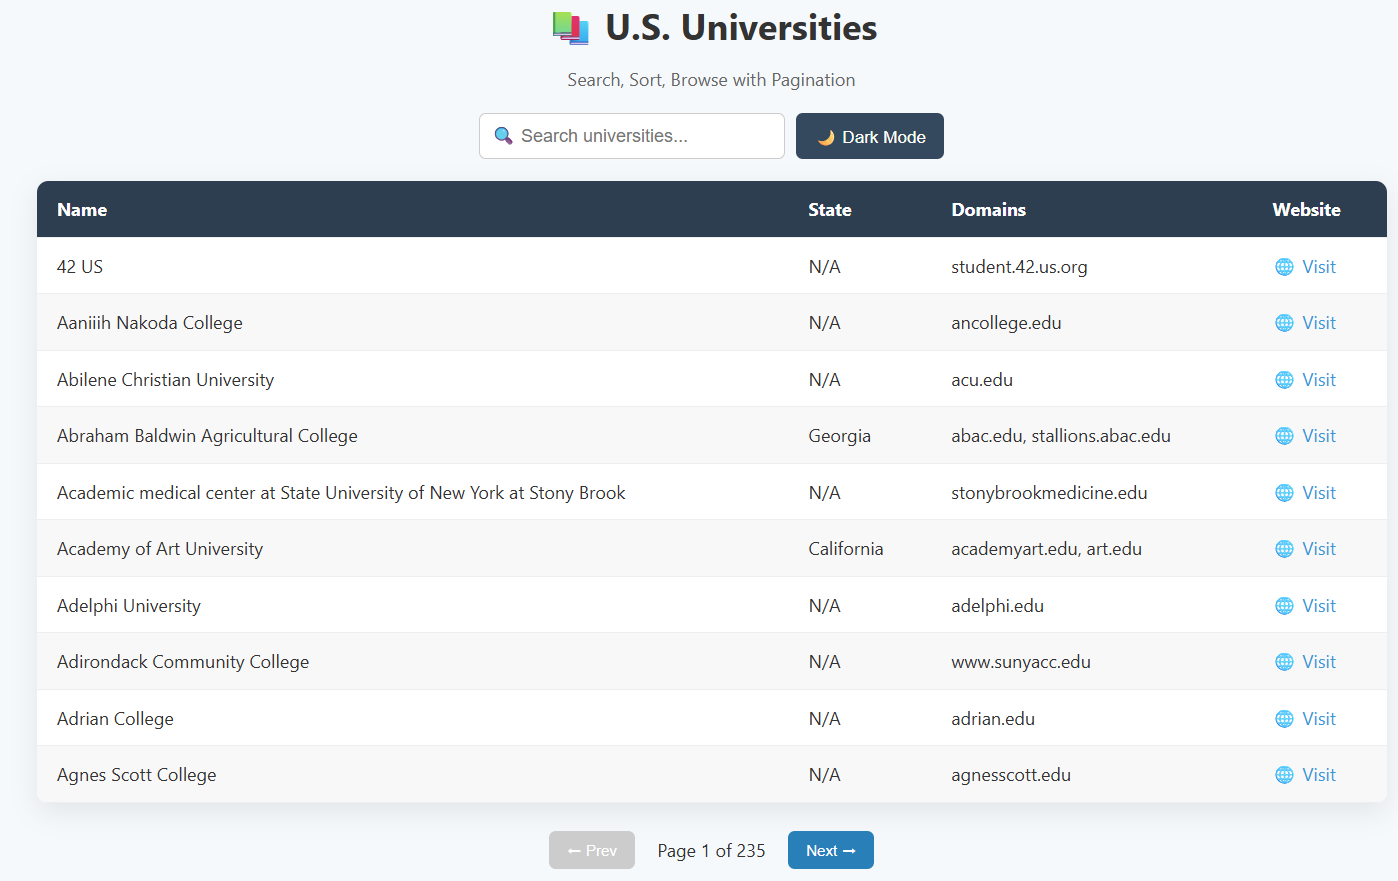 U.S. Universities
Search, Sort, Browse with Pagination
Search universities...
Dark Mode
Name State Domains Website
42 US N/A student.42.us.org Visit
Aaniiih Nakoda College N/A ancollege.edu Visit
Abilene Christian University N/A acu.edu Visit
Abraham Baldwin Agricultural College Georgia abac.edu, stallions.abac.edu Visit
Academic medical center at State University of New York at Stony Brook N/A stonybrookmedicine.edu Visit
Academy of Art University California academyart.edu, art.edu Visit
Adelphi University N/A adelphi.edu Visit
Adirondack Community College N/A www.sunyacc.edu Visit
Adrian College N/A adrian.edu Visit
Agnes Scott College N/A agnesscott.edu Visit
← Prev Page 1 of 235 Next →